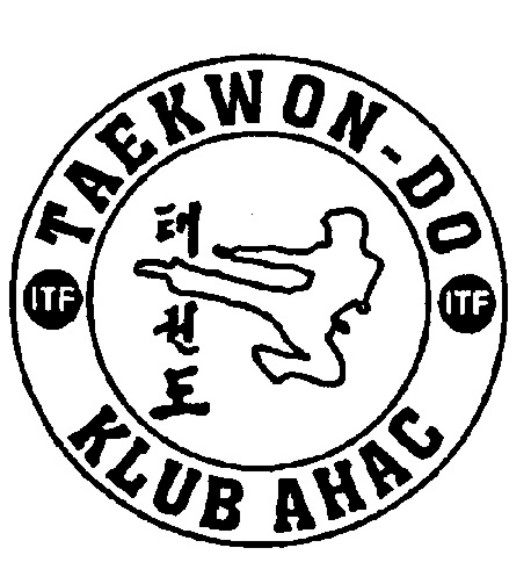 TAEKWON-DO
ITF
태
권
도
ITF
KLUB AHAC